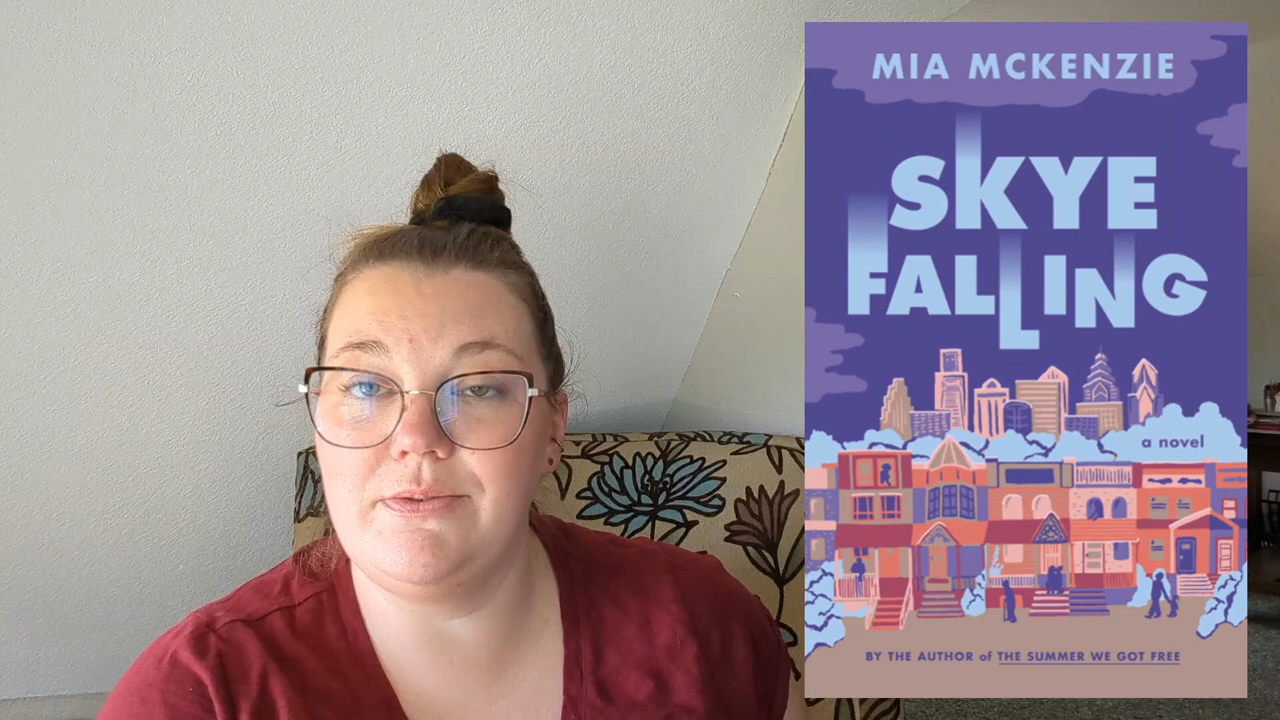 MIA MCKENZIE
SKYE
FALLING
a novel
BY THE AUTHOR of THE SUMMER WE GOT FREE